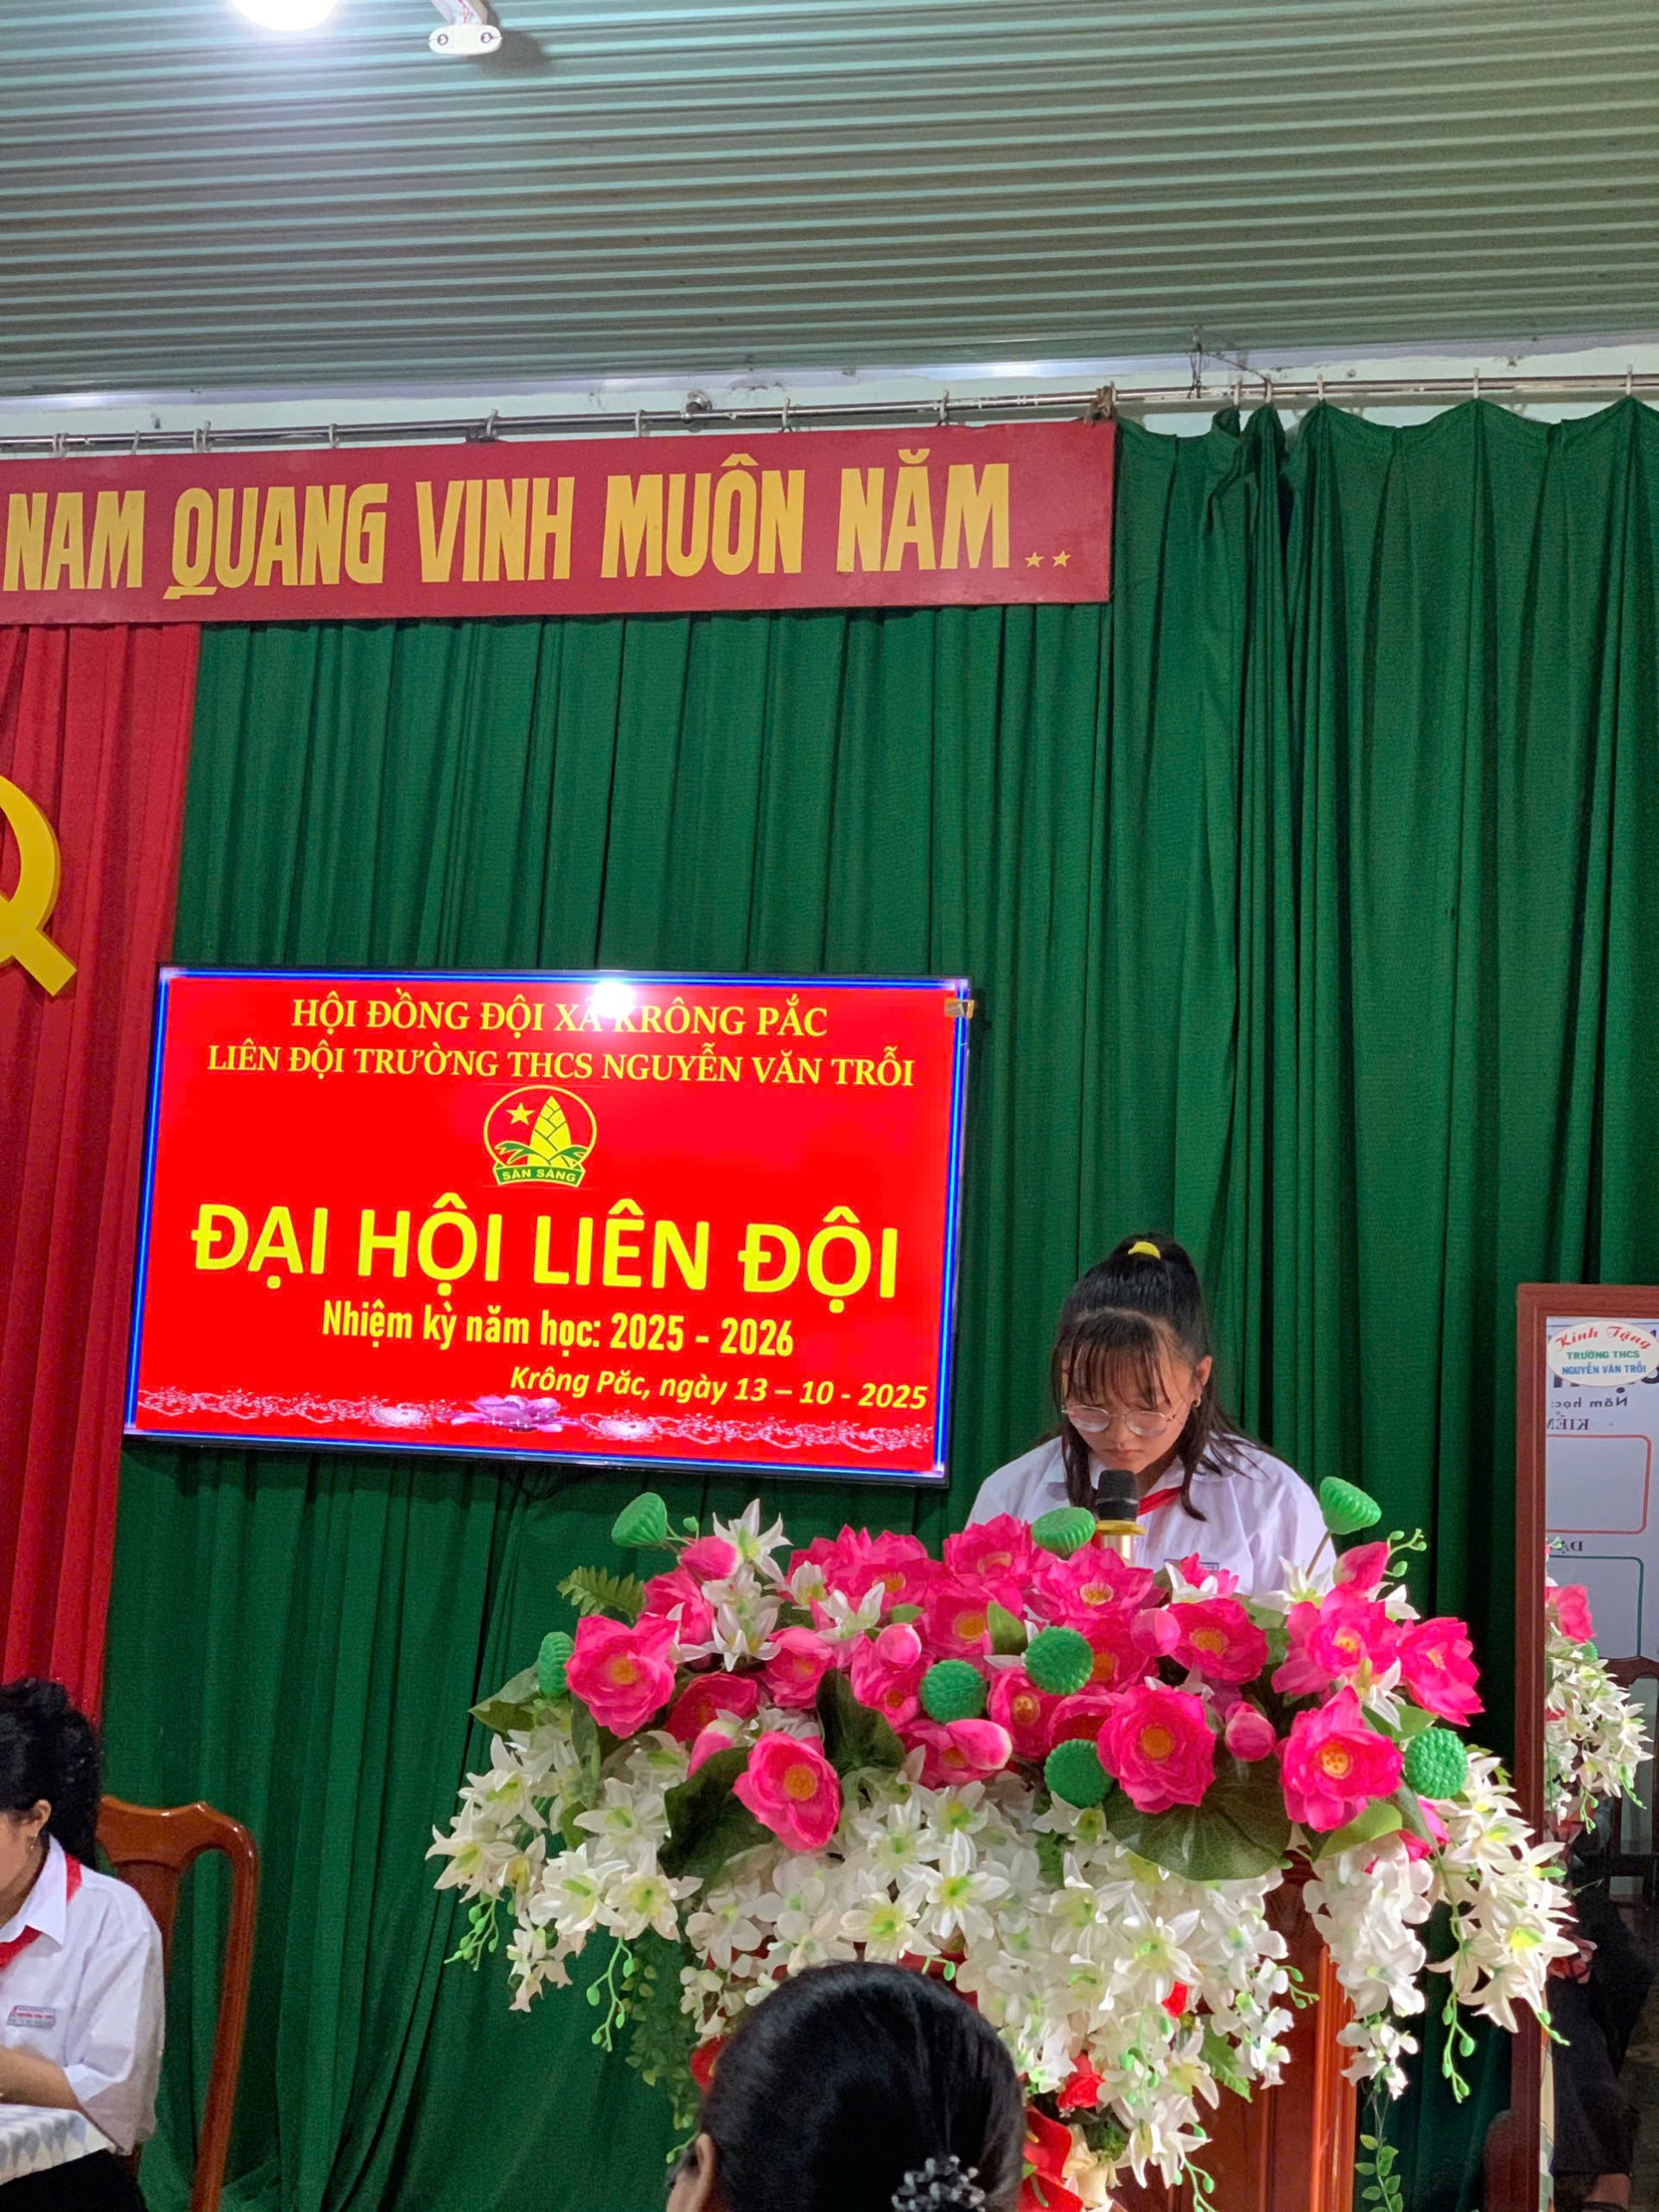 NAM QUANG VINH MUÔN NĂM
HỘI ĐỒNG ĐỘI XÃ KRÔNG PẮC
LIÊN ĐỘI TRƯỜNG THCS NGUYỄN VĂN TRỖI
SẴN SÀNG
ĐẠI HỘI LIÊN ĐỘI
Nhiệm kỳ năm học: 2025 - 2026
Krông Păc, ngày 13 – 10 - 2025
Kính Tặng
TRƯỜNG THCS
NGUYỄN VĂN TRỖI
Năm học: